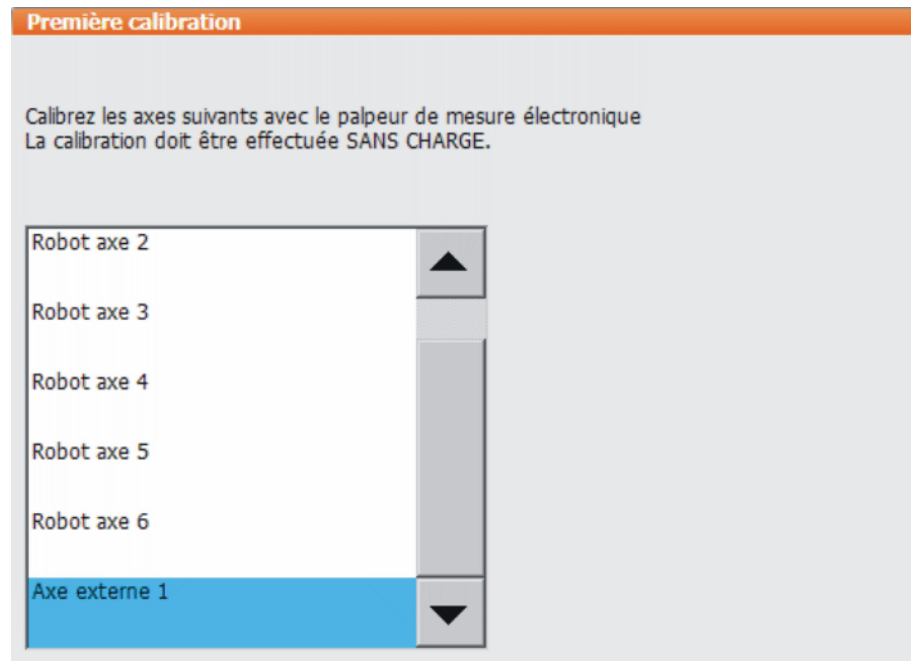 Première calibration
Calibrez les axes suivants avec le palpeur de mesure électronique
La calibration doit être effectuée SANS CHARGE.
Robot axe 2
Robot axe 3
Robot axe 4
Robot axe 5
Robot axe 6
Axe externe 1